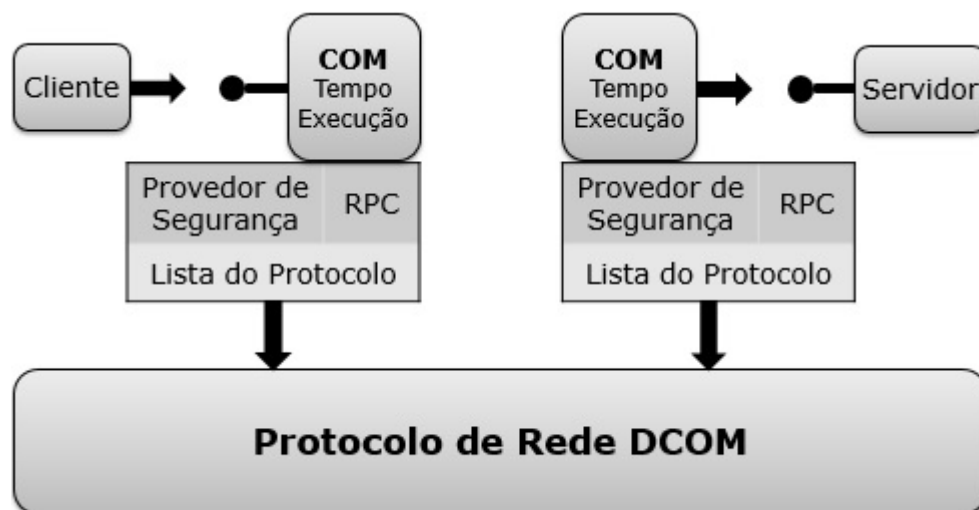 Cliente
COM
Tempo
Execução
COM
Tempo
Execução
Servidor
Provedor de
Segurança
RPC
Lista do Protocolo
Provedor de
Segurança
RPC
Lista do Protocolo
Protocolo de Rede DCOM